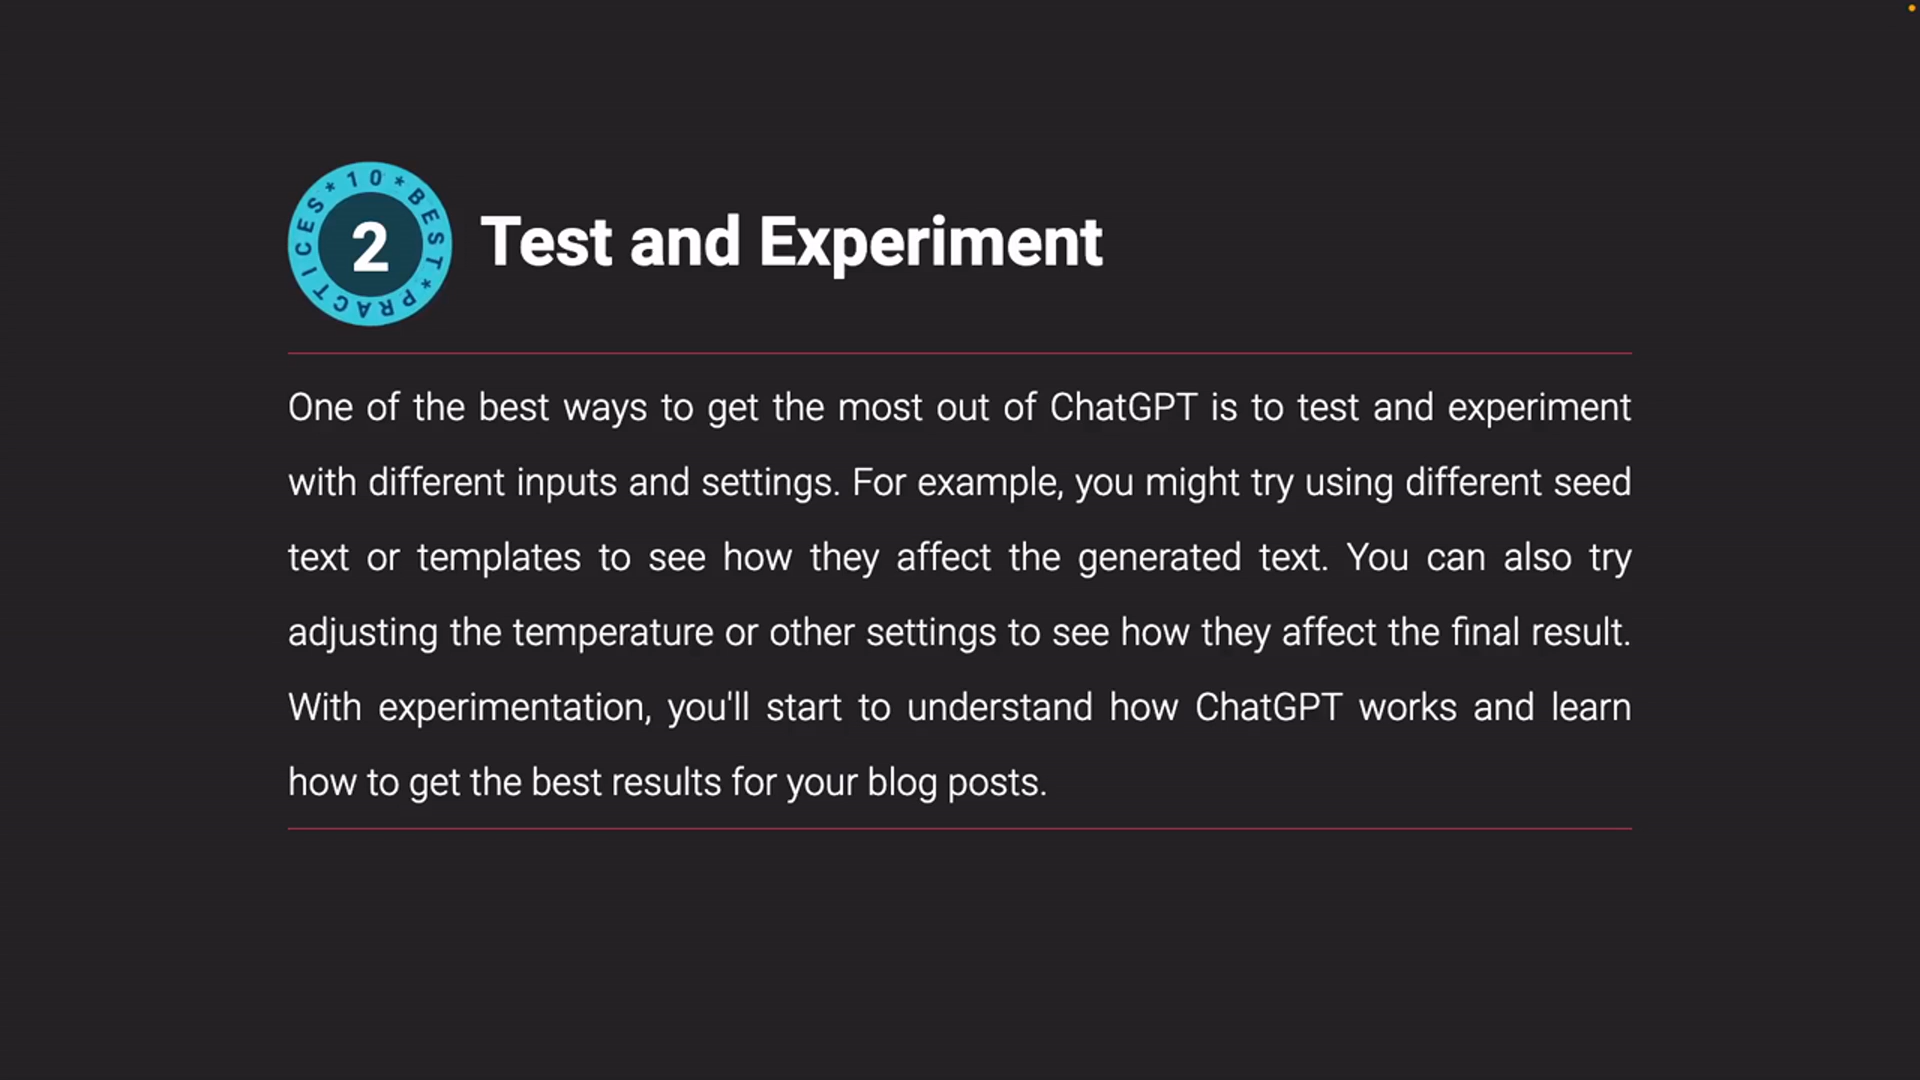 *10*BEST*PRACTICES
2
Test and Experiment
One of the best ways to get the most out of ChatGPT is to test and experiment
with different inputs and settings. For example, you might try using different seed
text or templates to see how they affect the generated text. You can also try
adjusting the temperature or other settings to see how they affect the final result.
With experimentation, you'll start to understand how ChatGPT works and learn
how to get the best results for your blog posts.